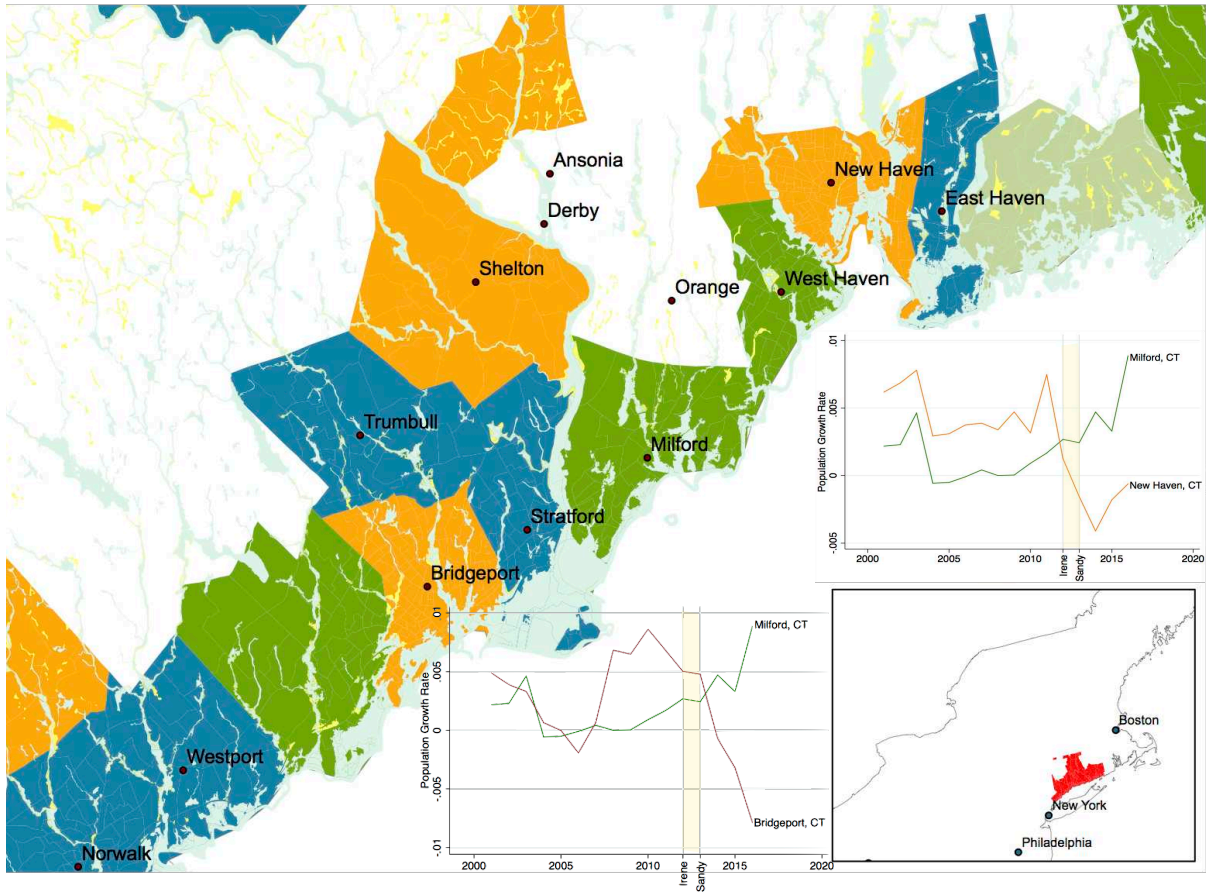 Ansonia
New Haven
East Haven
Derby
Shelton
Orange
West Haven
Trumbull
Milford
Stratford
Bridgeport
Westport
Norwalk
.01
.005
0
-.005
Population Growth Rate
Milford, CT
New Haven, CT
2000
2005
2010
2015
2020
Irene
Sandy
.01
.005
0
-.005
-.01
Population Growth Rate
Milford, CT
Bridgeport, CT
2000
2005
2010
2015
2020
Irene
Sandy
Boston
New York
Philadelphia